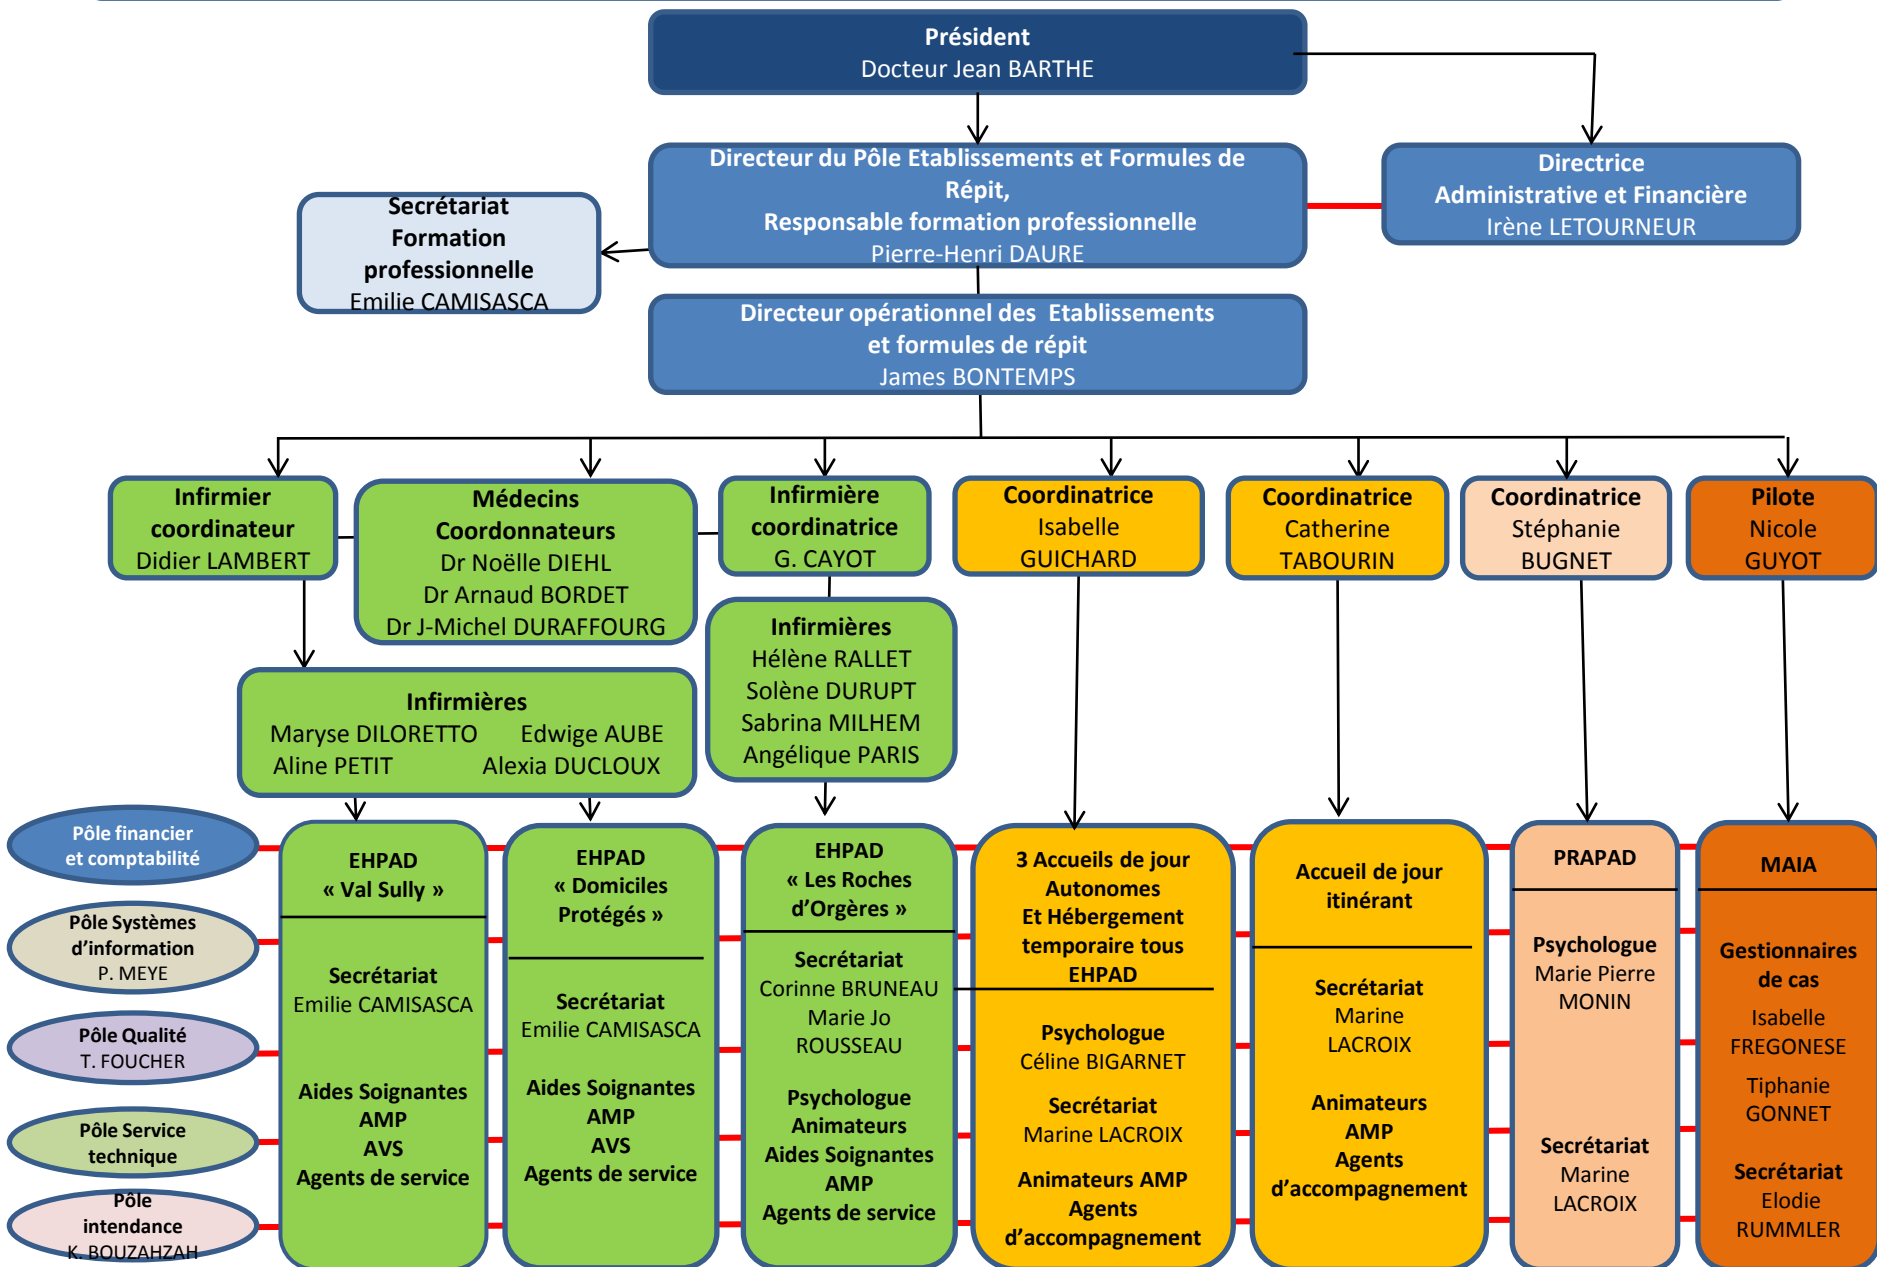 Président
Docteur Jean BARTHE
Directeur du Pôle Etablissements et Formules de
Répit,
Responsable formation professionnelle
Pierre-Henri DAURE
Directrice
Administrative et Financière
Irène LETOURNEUR
Secrétariat
Formation
professionnelle
Emilie CAMISASCA
Directeur opérationnel des Etablissements
et formules de répit
James BONTEMPS
Infirmier
coordinateur
Didier LAMBERT
Médecins
Coordonnateurs
Dr Noëlle DIEHL
Dr Arnaud BORDET
Dr J-Michel DURAFFOURG
Infirmière
coordinatrice
G. CAYOT
Coordinatrice
Isabelle
GUICHARD
Coordinatrice
Catherine
TABOURIN
Coordinatrice
Stéphanie
BUGNET
Pilote
Nicole
GUYOT
Infirmières
Maryse DILORETTO Edwige AUBE
Aline PETIT Alexia DUCLOUX
Infirmières
Hélène RALLET
Solène DURUPT
Sabrina MILHEM
Angélique PARIS
Pôle financier
et comptabilité
Pôle Systèmes
d’information
P. MEYE
Pôle Qualité
T. FOUCHER
Pôle Service
technique
Pôle
intendance
K. BOUZAHZAH
EHPAD
« Val Sully »
Secrétariat
Emilie CAMISASCA
Aides Soignantes
AMP
AVS
Agents de service
EHPAD
« Domiciles
Protégés »
Secrétariat
Emilie CAMISASCA
Aides Soignantes
AMP
AVS
Agents de service
EHPAD
« Les Roches
d’Orgères »
Secrétariat
Corinne BRUNEAU
Marie Jo
ROUSSEAU
Psychologue
Animateurs
Aides Soignantes
AMP
Agents de service
3 Accueils de jour
Autonomes
Et Hébergement
temporaire tous
EHPAD
Psychologue
Céline BIGARNET
Secrétariat
Marine LACROIX
Animateurs AMP
Agents
d’accompagnement
Accueil de jour
itinérant
Secrétariat
Marine
LACROIX
Animateurs
AMP
Agents
d’accompagnement
PRAPAD
Psychologue
Marie Pierre
MONIN
Secrétariat
Marine
LACROIX
MAIA
Gestionnaires
de cas
Isabelle
FREGONESE
Tiphanie
GONNET
Secrétariat
Elodie
RUMMLER